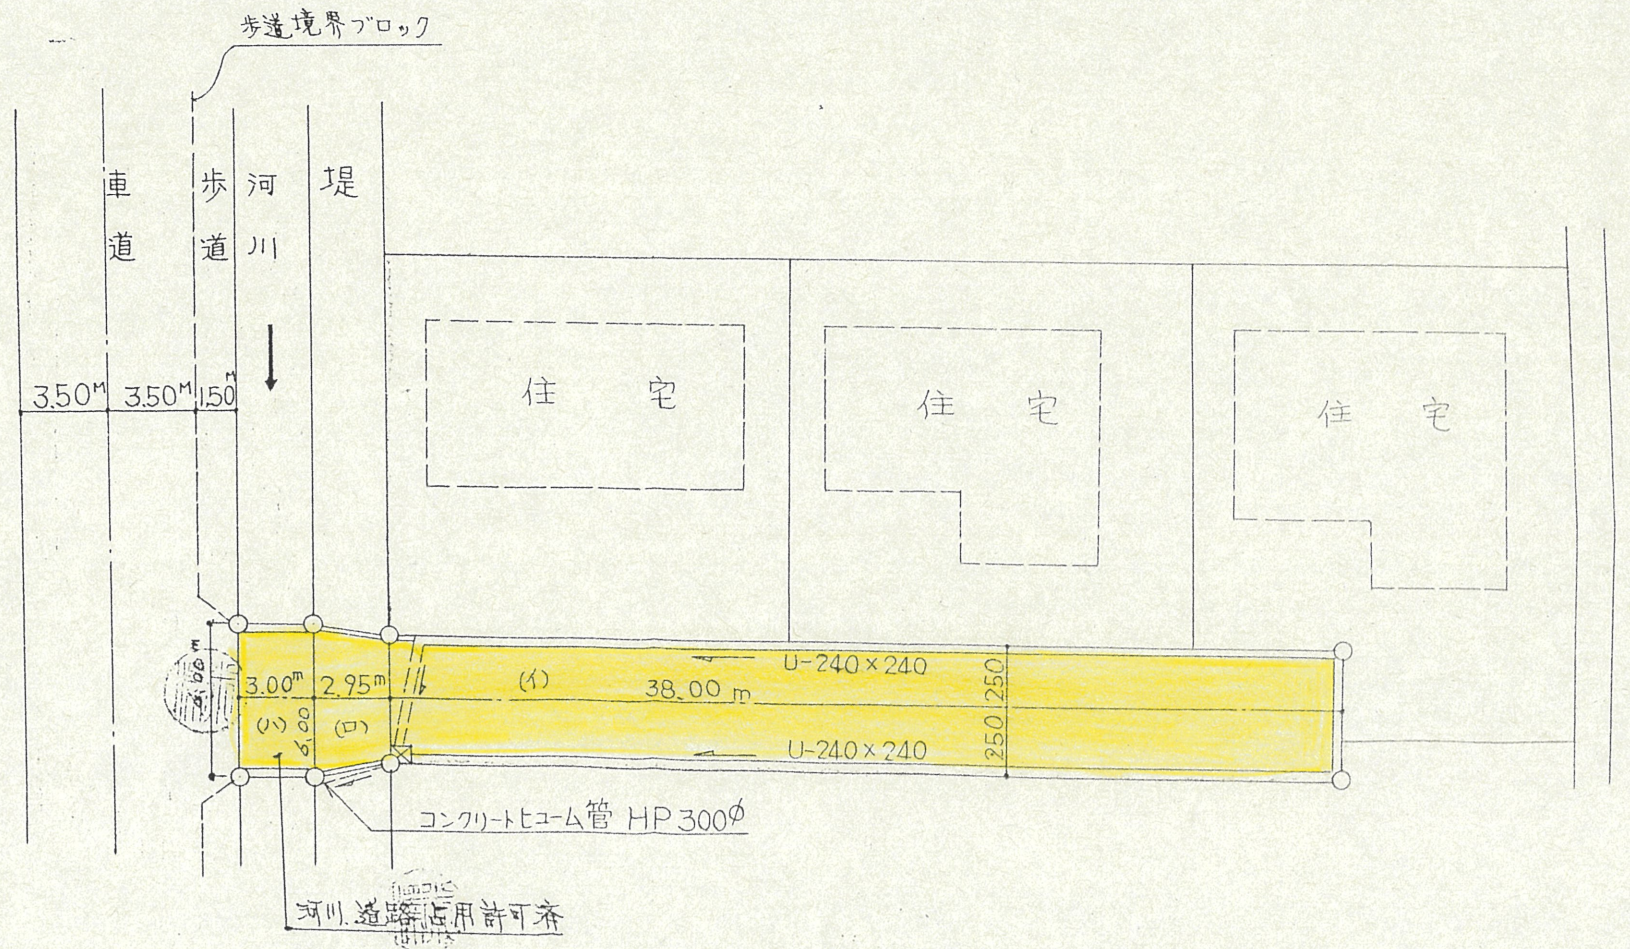 歩道境界ブロック
車道
歩道
河川
堤
3.50M
3.50M
1.50M
住宅
住宅
住宅
6.00m
3.00m
2.95m
(イ)
38.00m
U-240×240
250
250
(ハ)
6.00
(ロ)
U-240×240
コンクリートヒューム管 HP300φ
河川.道路占用許可済